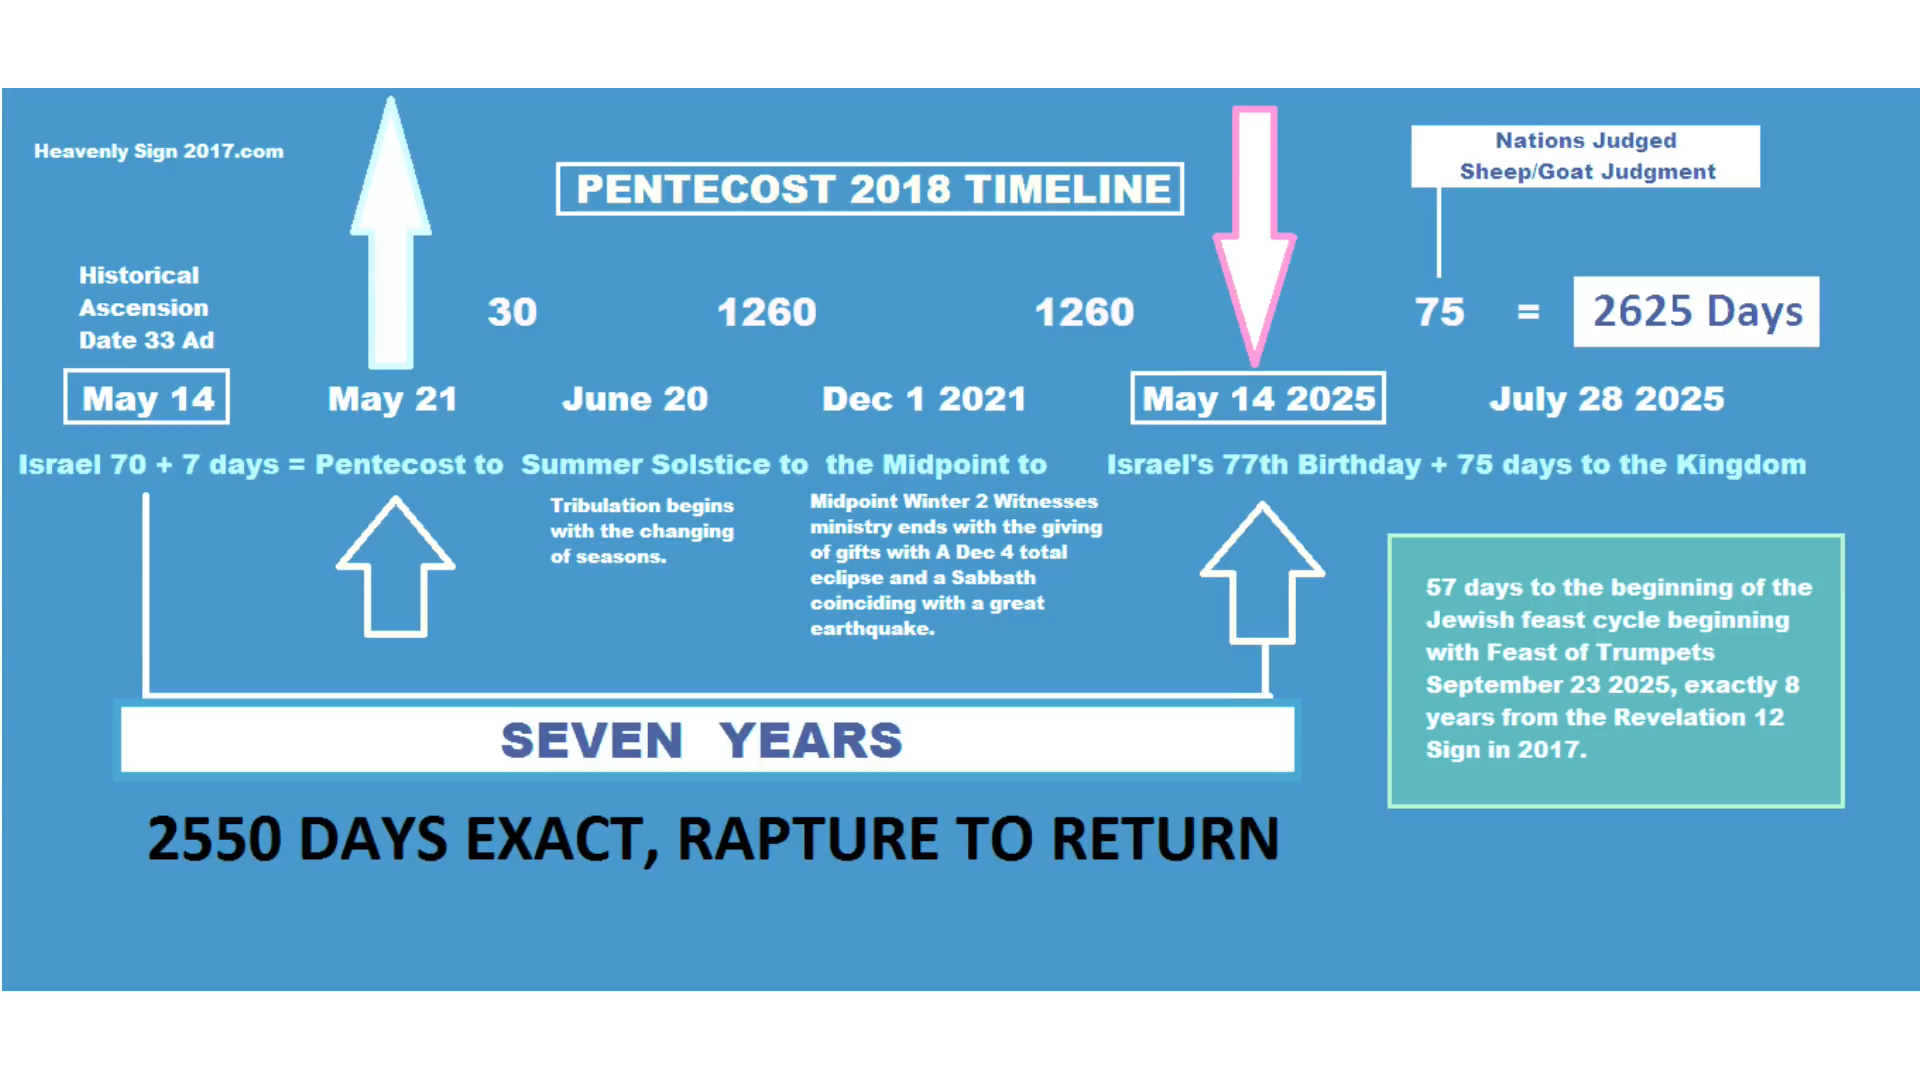 Heavenly Sign 2017.com
PENTECOST 2018 TIMELINE
Nations Judged
Sheep/Goat Judgment
Historical
Ascension
Date 33 Ad
30
1260
1260
75 = 2625 Days
May 14
May 21
June 20
Dec 1 2021
May 14 2025
July 28 2025
Israel 70 + 7 days = Pentecost to Summer Solstice to the Midpoint to Israel's 77th Birthday + 75 days to the Kingdom
Tribulation begins
with the changing
of seasons.
Midpoint Winter 2 Witnesses
ministry ends with the giving
of gifts with A Dec 4 total
eclipse and a Sabbath
coinciding with a great
earthquake.
57 days to the beginning of the
Jewish feast cycle beginning
with Feast of Trumpets
September 23 2025, exactly 8
years from the Revelation 12
Sign in 2017.
SEVEN YEARS
2550 DAYS EXACT, RAPTURE TO RETURN